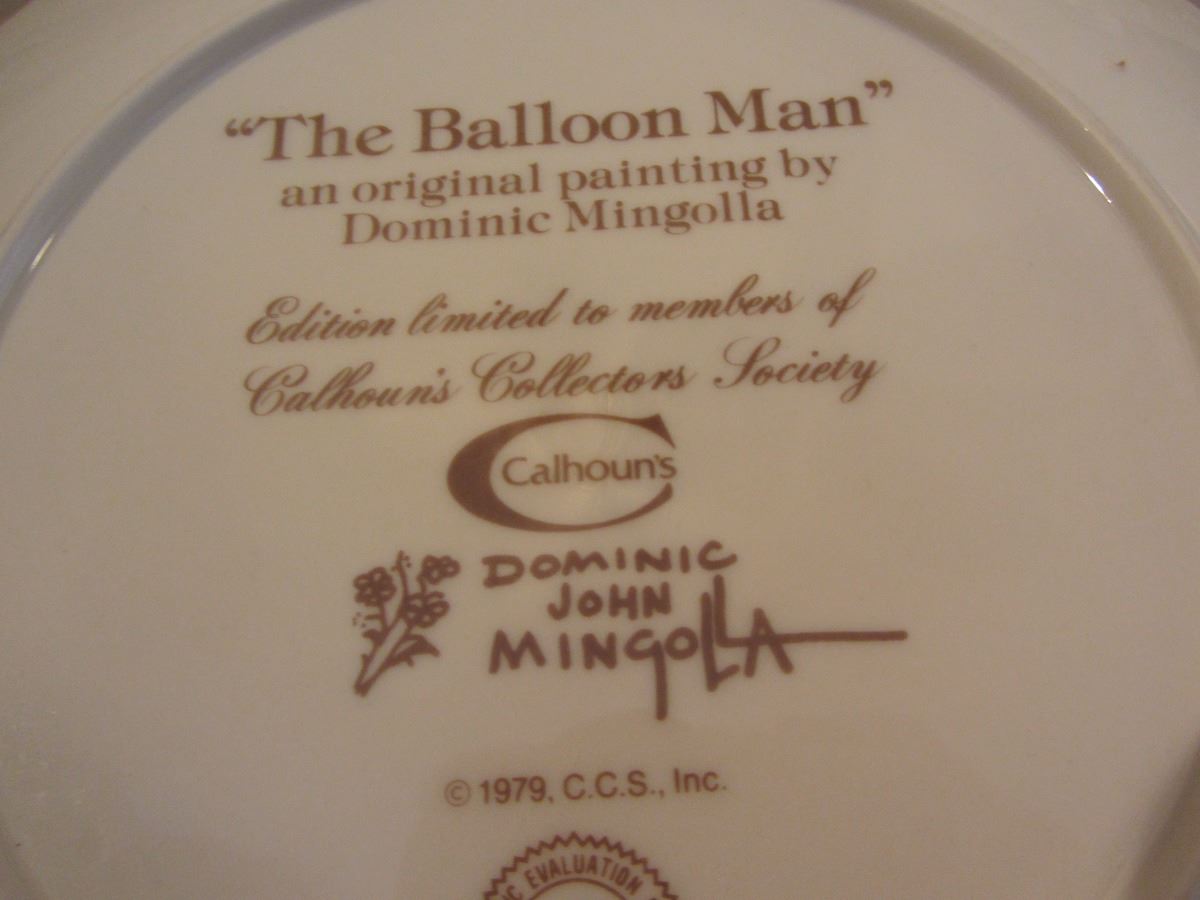 “The Balloon Man”
an original painting by
Dominic Mingolla
Edition limited to members of
Calhoun's Collectors Society
Calhoun's
DOMINIC
JOHN
MINGOLLA
© 1979, C.C.S., Inc.
EVALUATION